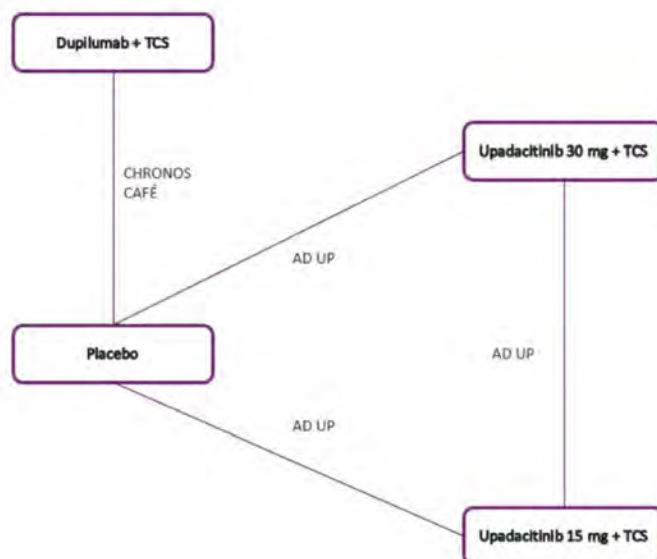 Dupilumab + TCS
Upadacitinib 30 mg + TCS
CHRONOS
CAFÉ
AD UP
Placebo
AD UP
AD UP
Upadacitinib 15 mg + TCS